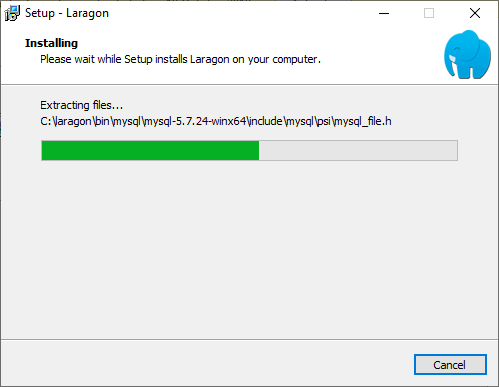 Setup - Laragon
Installing
Please wait while Setup installs Laragon on your computer.
Extracting files...
C:\laragon\bin\mysql\mysql-5.7.24-winx64\include\mysql\psi\mysql_file.h
Cancel